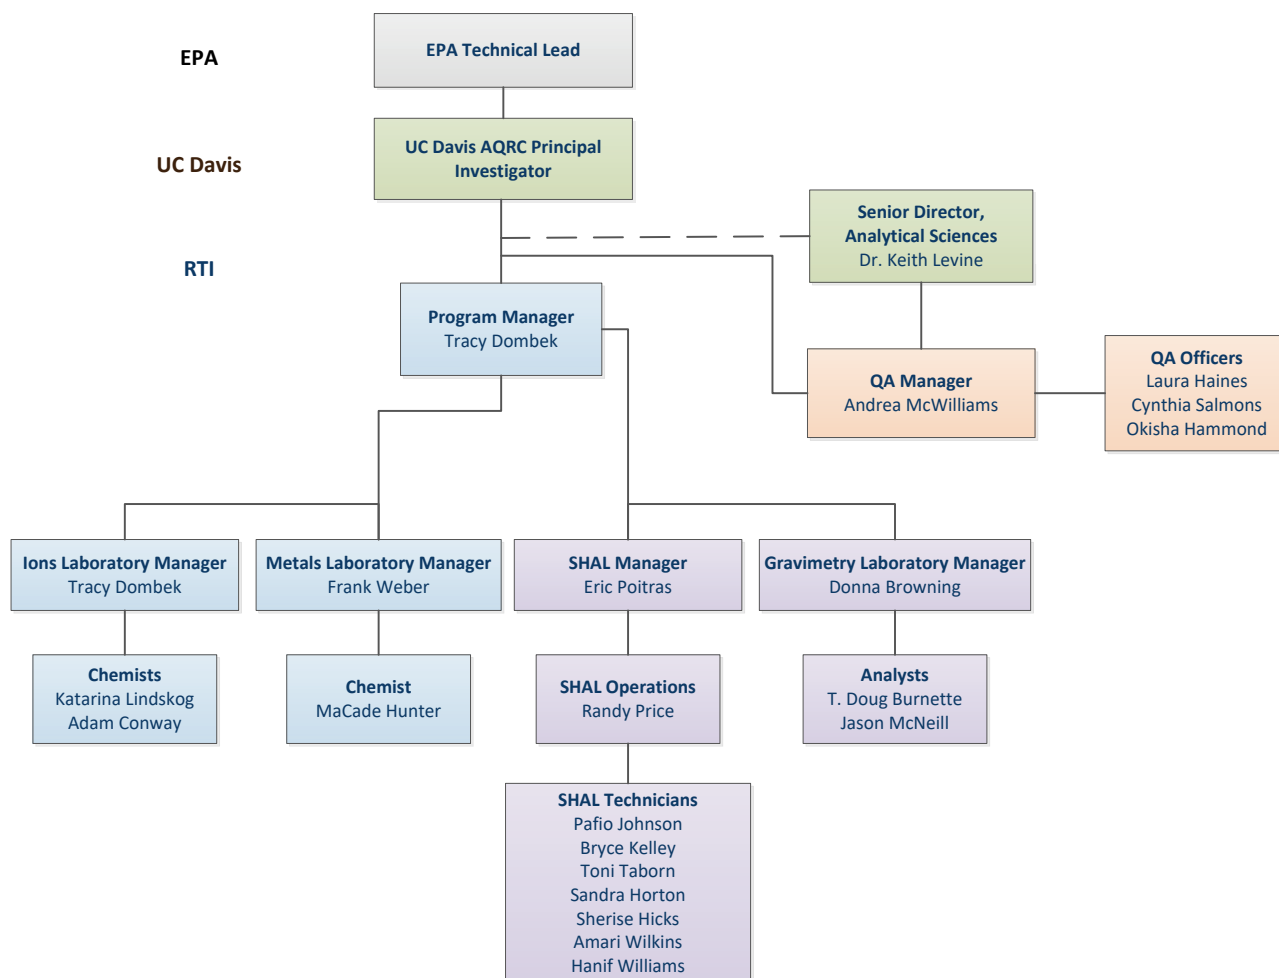 EPA
EPA Technical Lead
UC Davis
UC Davis AQRC Principal
Investigator
RTI
Senior Director,
Analytical Sciences
Dr. Keith Levine
Program Manager
Tracy Dombek
QA Manager
Andrea McWilliams
QA Officers
Laura Haines
Cynthia Salmons
Okisha Hammond
Ions Laboratory Manager
Tracy Dombek
Metals Laboratory Manager
Frank Weber
SHAL Manager
Eric Poitras
Gravimetry Laboratory Manager
Donna Browning
Chemists
Katarina Lindskog
Adam Conway
Chemist
MaCade Hunter
SHAL Operations
Randy Price
Analysts
T. Doug Burnette
Jason McNeill
SHAL Technicians
Pafio Johnson
Bryce Kelley
Toni Taborn
Sandra Horton
Sherise Hicks
Amari Wilkins
Hanif Williams